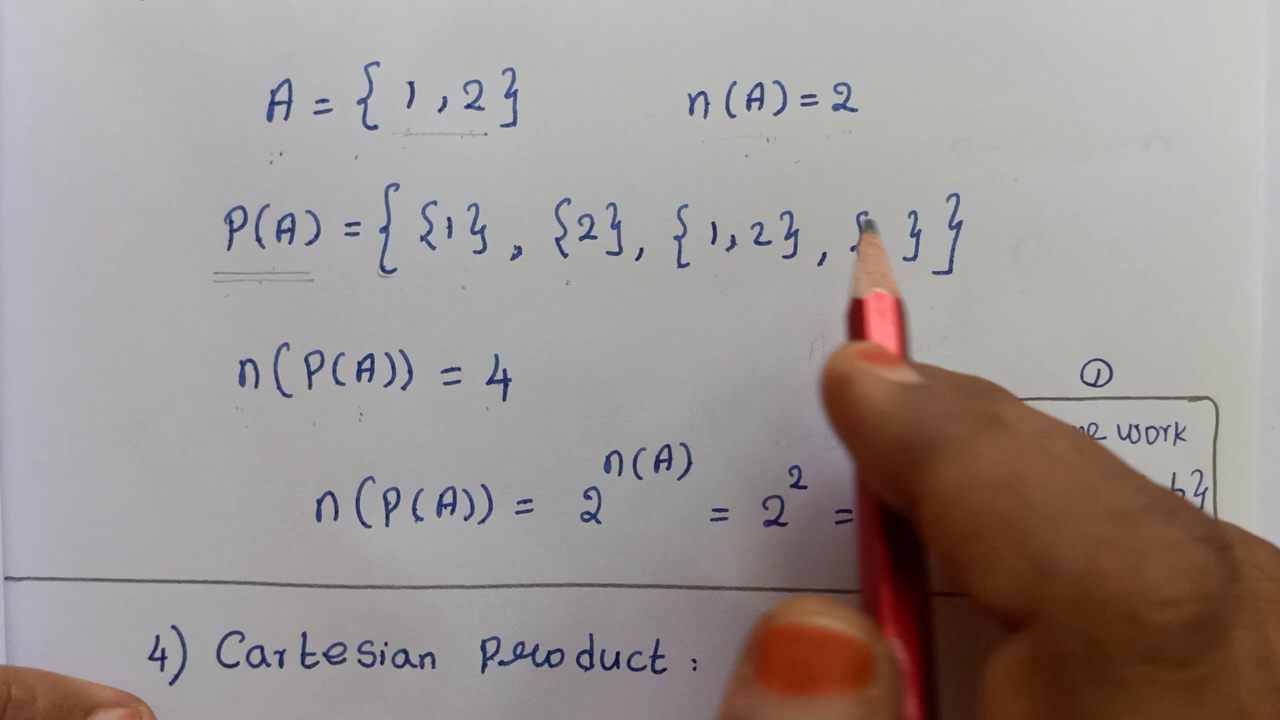 A = { 1 , 2 } n ( A ) = 2
P(A) = { {1} , {2} , { 1, 2 } , { } }
n ( P(A) ) = 4
①
work
n ( P(A) ) = 2^n(A) = 2^2 =
4) Cartesian product :